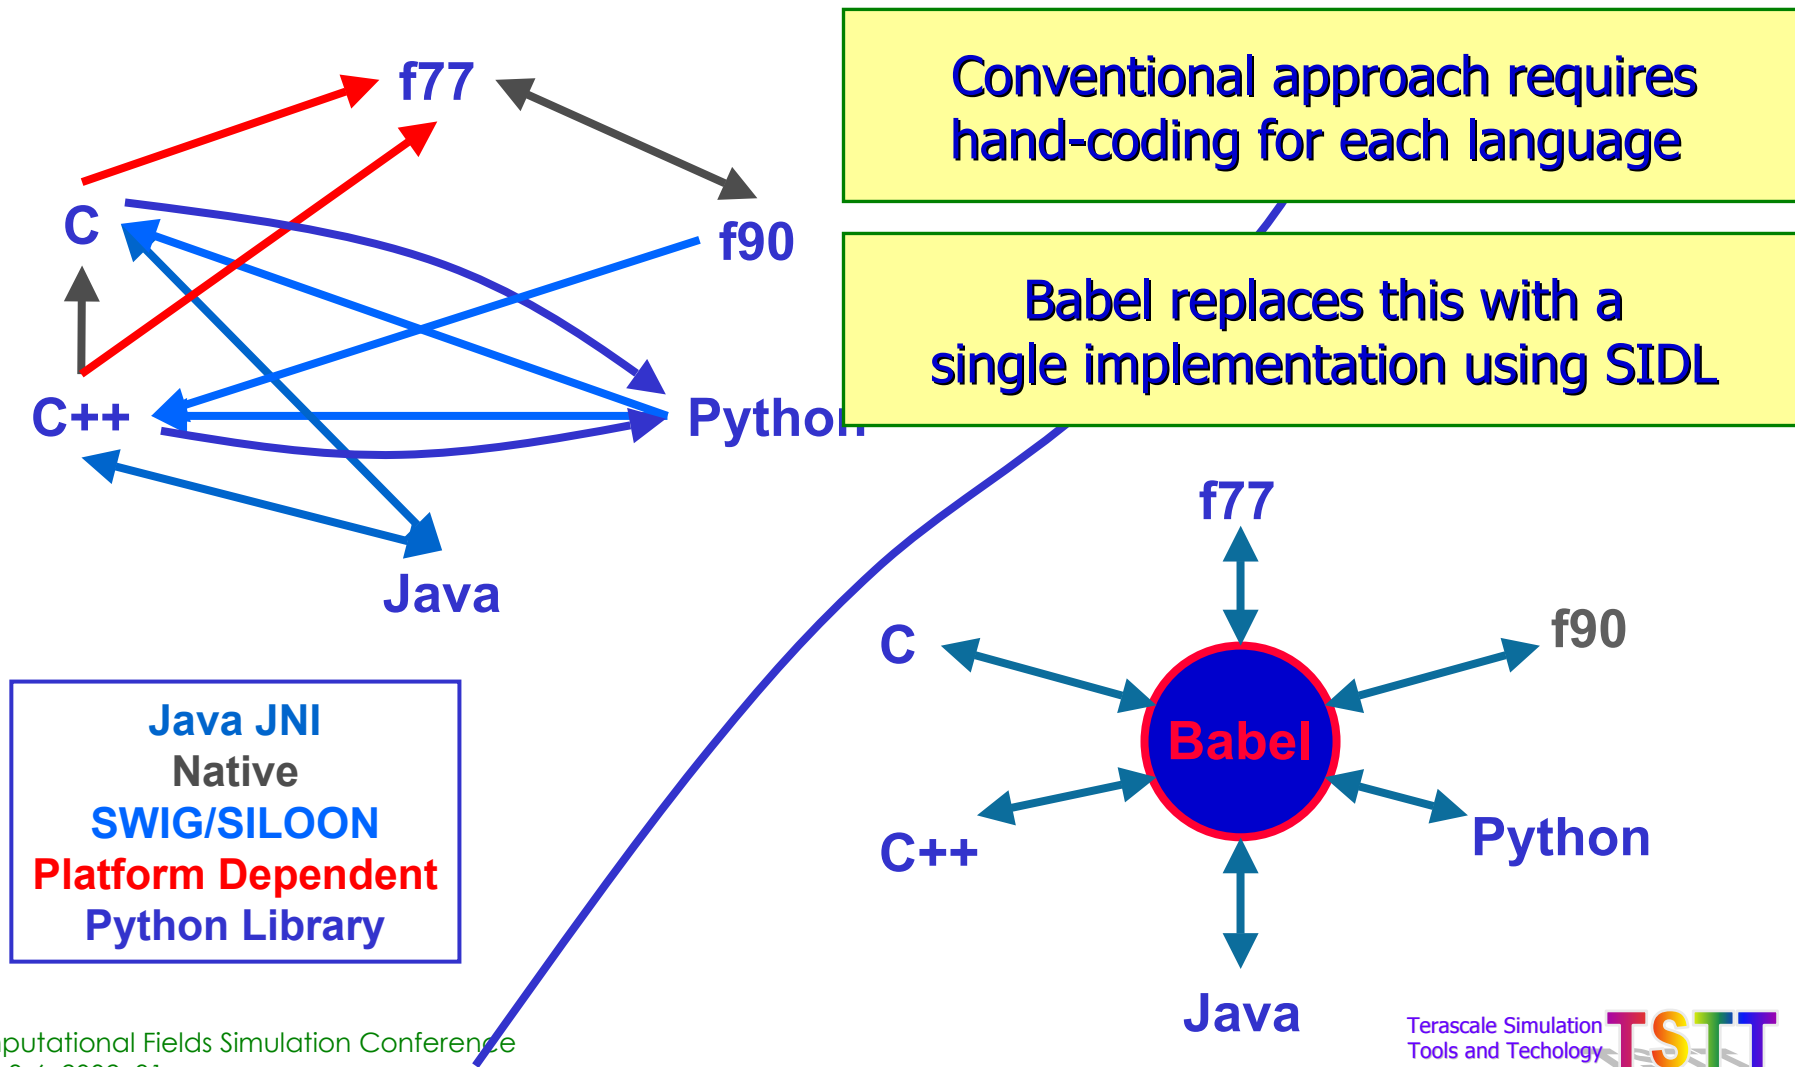 Conventional approach requires
hand-coding for each language
Babel replaces this with a
single implementation using SIDL
f77
C
f90
C++
Python
Java
Java JNI
Native
SWIG/SILOON
Platform Dependent
Python Library
f77
C
f90
Babel
C++
Python
Java
Computational Fields Simulation Conference
Terascale Simulation
Tools and Techology
TSTT